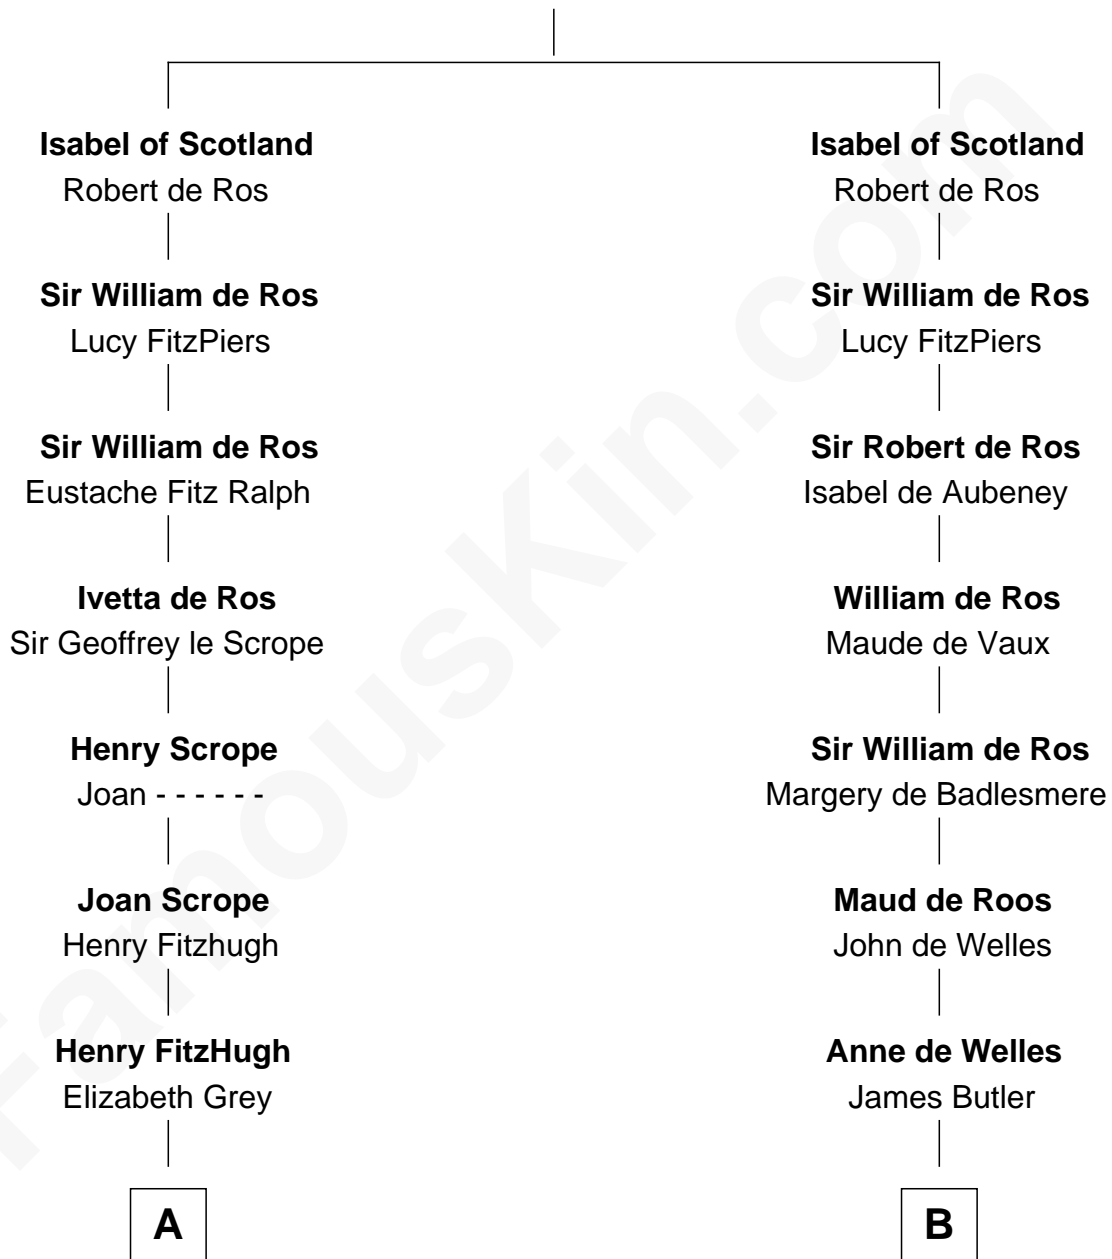 Isabel of Scotland
Robert de Ros
Sir William de Ros
Lucy FitzPiers
Sir William de Ros
Eustache Fitz Ralph
Ivetta de Ros
Sir Geoffrey le Scrope
Henry Scrope
Joan - - - - - -
Joan Scrope
Henry Fitzhugh
Henry FitzHugh
Elizabeth Grey
A
Isabel of Scotland
Robert de Ros
Sir William de Ros
Lucy FitzPiers
Sir Robert de Ros
Isabel de Aubeney
William de Ros
Maude de Vaux
Sir William de Ros
Margery de Badlesmere
Maud de Roos
John de Welles
Anne de Welles
James Butler
B
FamousKin.com